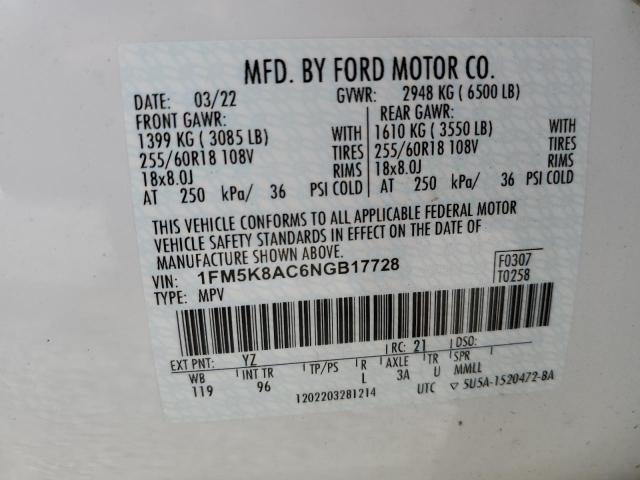 MFD. BY FORD MOTOR CO.
DATE: 03/22 GVWR: 2948 KG ( 6500 LB)
FRONT GAWR: REAR GAWR:
1399 KG ( 3085 LB) WITH 1610 KG ( 3550 LB) WITH
255/60R18 108V TIRES 255/60R18 108V TIRES
18x8.0J RIMS 18x8.0J RIMS
AT 250 kPa/ 36 PSI COLD AT 250 kPa/ 36 PSI COLD
THIS VEHICLE CONFORMS TO ALL APPLICABLE FEDERAL MOTOR
VEHICLE SAFETY STANDARDS IN EFFECT ON THE DATE OF
MANUFACTURE SHOWN ABOVE.
VIN: 1FM5K8AC6NGB17728 F0307
TYPE: MPV T0258
EXT PNT: YZ RC: 21 DSO:
WB INT TR TP/PS R AXLE TR SPR
119 96 L 3A U MMLL
1202203281214 UTC ▽ 5U5A-1520472-BA